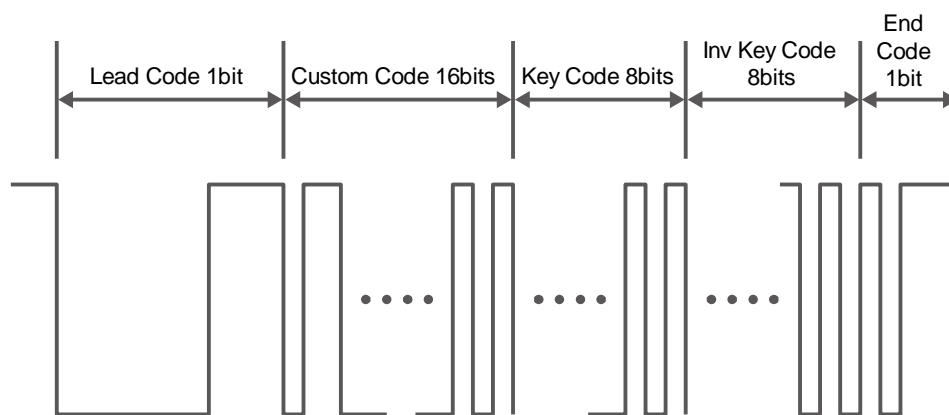 Lead Code 1bit
Custom Code 16bits
Key Code 8bits
Inv Key Code
8bits
End
Code
1bit